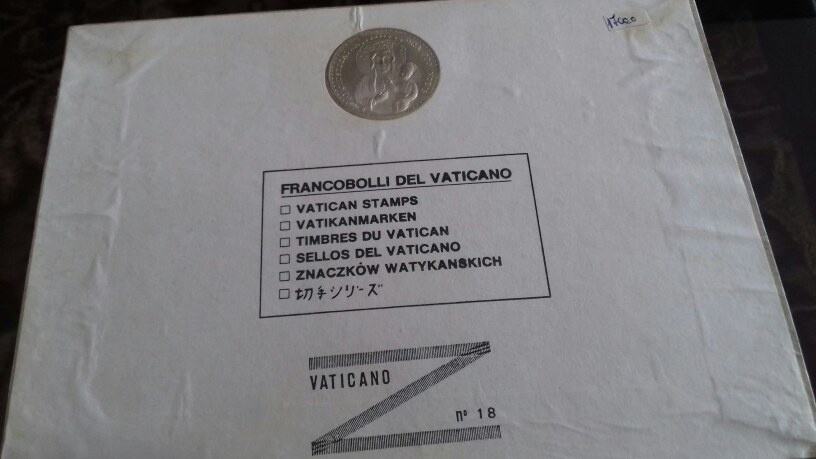 FRANCOBOLLI DEL VATICANO
☐ VATICAN STAMPS
☐ VATIKANMARKEN
☐ TIMBRES DU VATICAN
☐ SELLOS DEL VATICANO
☐ ZNACZKÓW WATYKANSKICH
☐ 切手シリーズ
VATICANO
nº 18